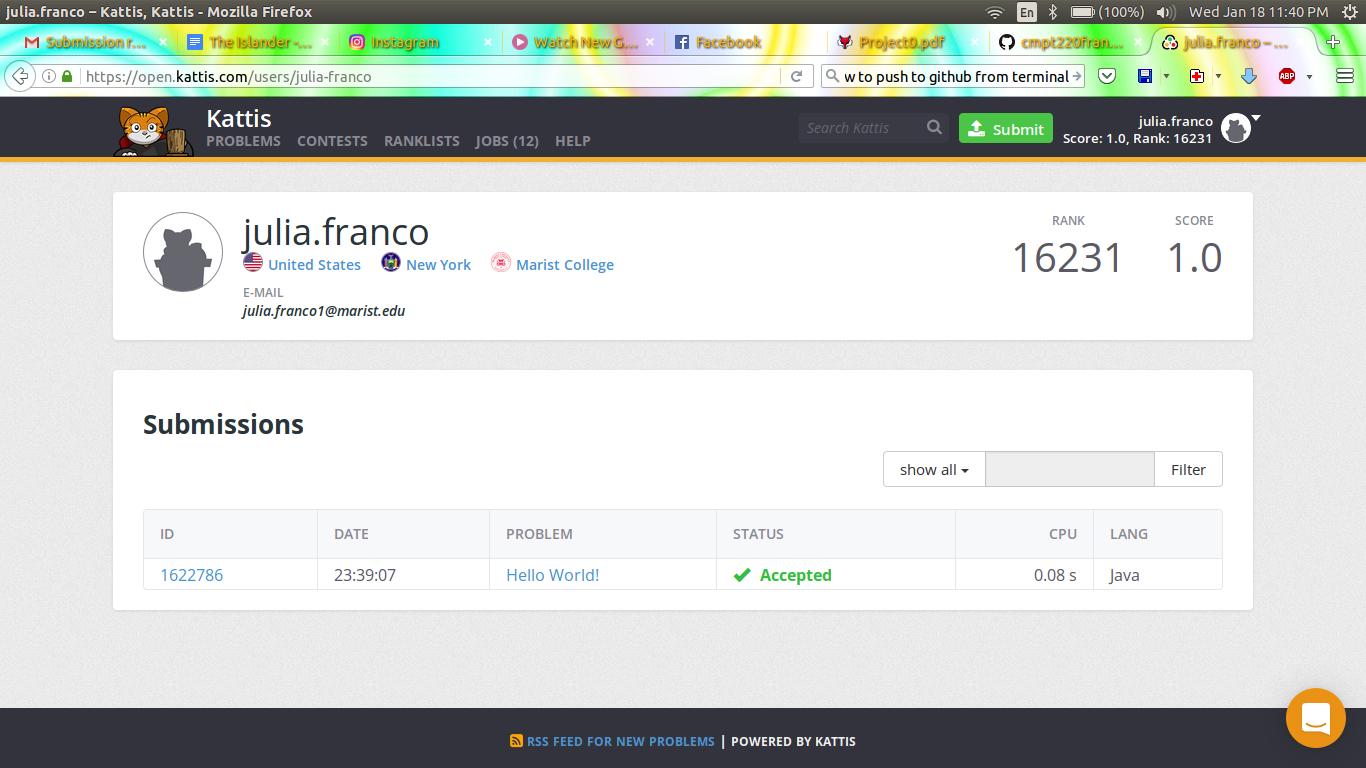 julia.franco – Kattis, Kattis - Mozilla Firefox
En (100%) Wed Jan 18 11:40 PM
Submission r... The Islander -... Instagram Watch New G... Facebook Project0.pdf cmpt220fran... julia.franco – ...
https://open.kattis.com/users/julia-franco
w to push to github from terminal
ABP
Kattis
PROBLEMS CONTESTS RANKLISTS JOBS (12) HELP
Search Kattis
Submit
julia.franco
Score: 1.0, Rank: 16231
julia.franco
United States New York Marist College
E-MAIL
julia.franco1@marist.edu
RANK SCORE
16231 1.0
Submissions
show all Filter
ID DATE PROBLEM STATUS CPU LANG
1622786 23:39:07 Hello World! Accepted 0.08 s Java
RSS FEED FOR NEW PROBLEMS | POWERED BY KATTIS